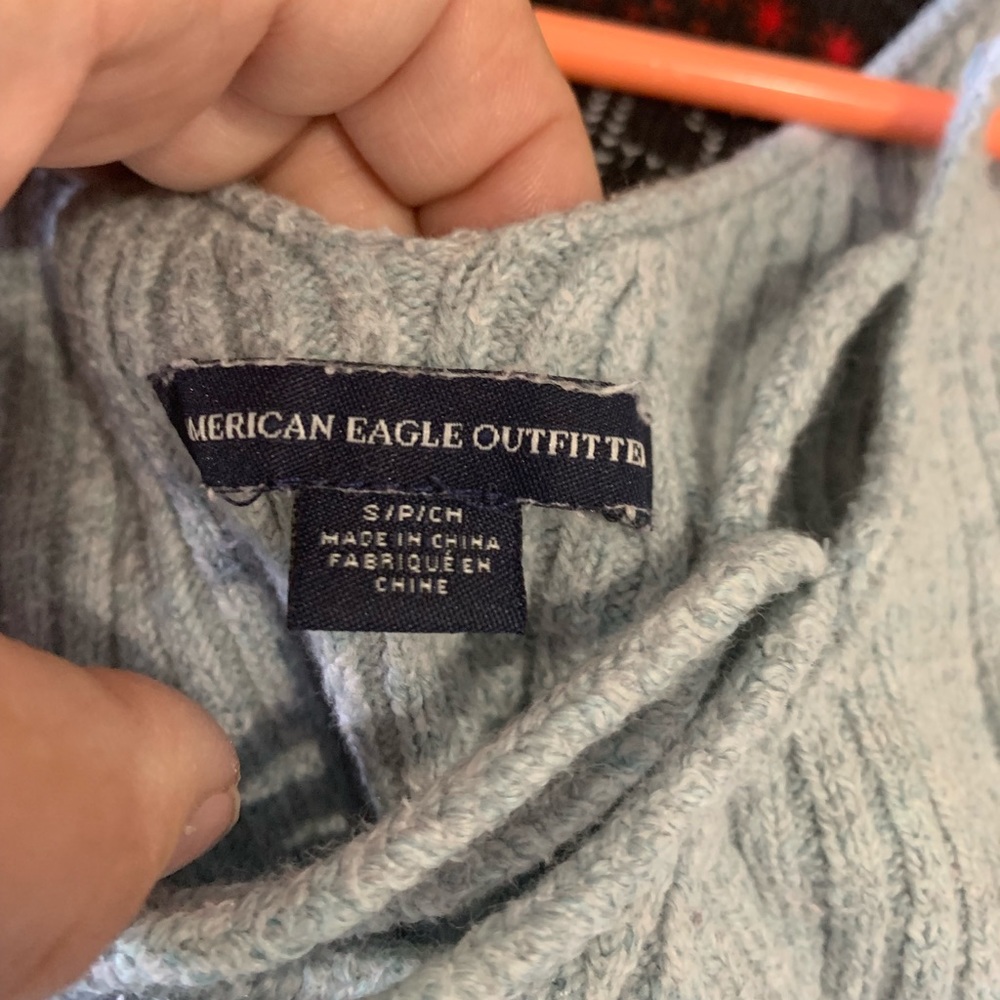 MERICAN EAGLE OUTFITTE
S/P/CH
MADE IN CHINA
FABRIQUÉ EN
CHINE